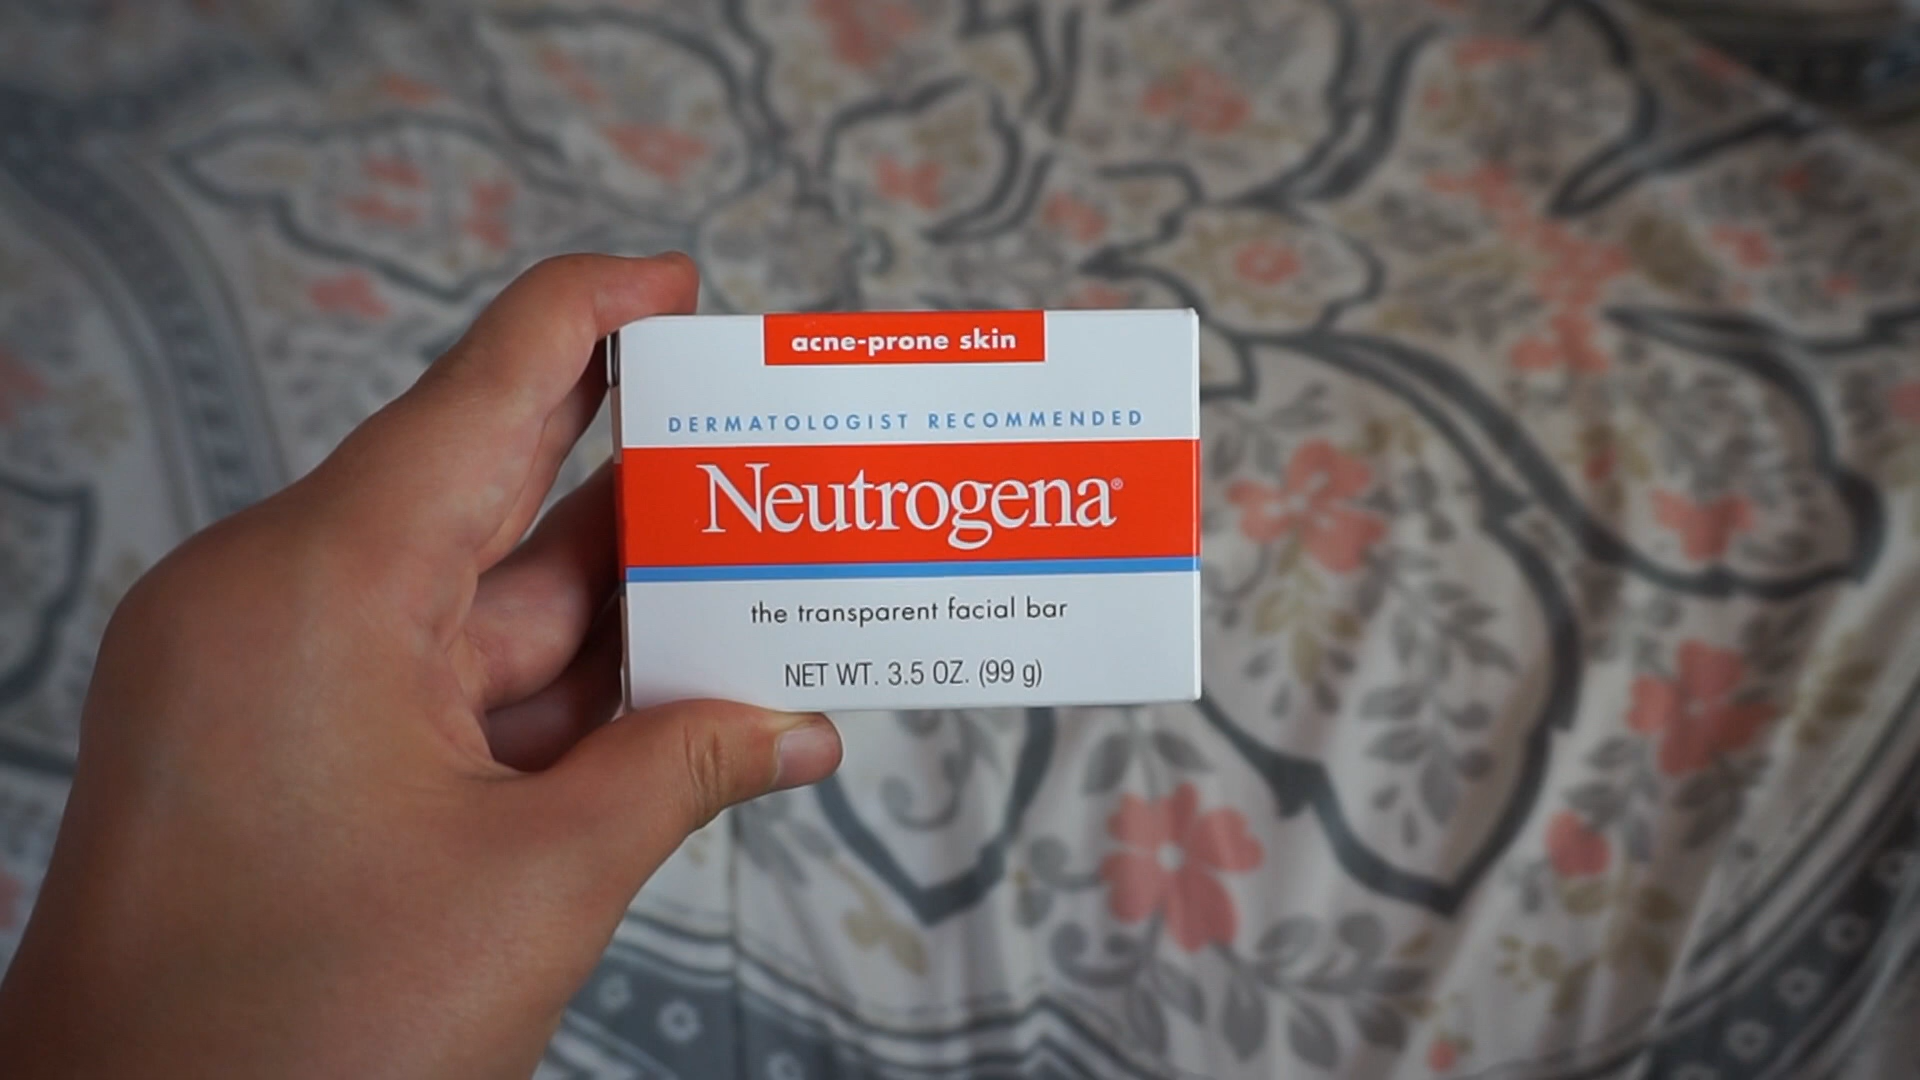 acne-prone skin
DERMATOLOGIST RECOMMENDED
Neutrogena®
the transparent facial bar
NET WT. 3.5 OZ. (99 g)